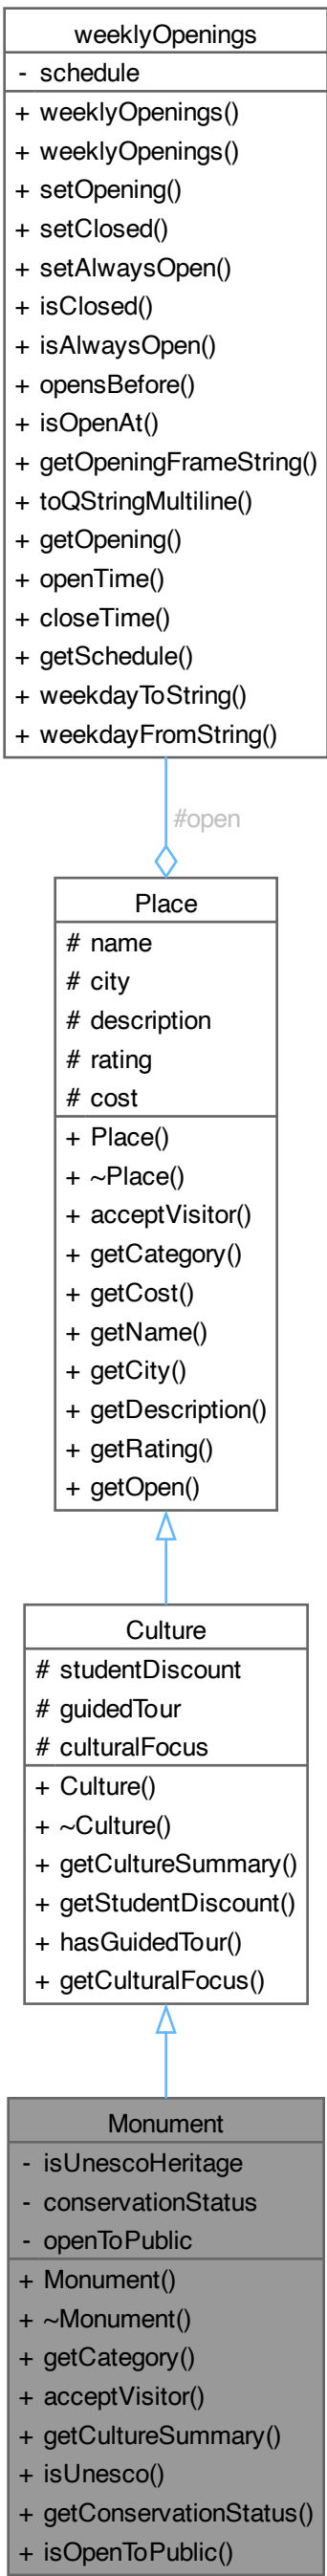 weeklyOpenings
- schedule
+ weeklyOpenings()
+ weeklyOpenings()
+ setOpening()
+ setClosed()
+ setAlwaysOpen()
+ isClosed()
+ isAlwaysOpen()
+ opensBefore()
+ isOpenAt()
+ getOpeningFrameString()
+ toQStringMultiline()
+ getOpening()
+ openTime()
+ closeTime()
+ getSchedule()
+ weekdayToString()
+ weekdayFromString()
#open
Place
# name
# city
# description
# rating
# cost
+ Place()
+ ~Place()
+ acceptVisitor()
+ getCategory()
+ getCost()
+ getName()
+ getCity()
+ getDescription()
+ getRating()
+ getOpen()
Culture
# studentDiscount
# guidedTour
# culturalFocus
+ Culture()
+ ~Culture()
+ getCultureSummary()
+ getStudentDiscount()
+ hasGuidedTour()
+ getCulturalFocus()
Monument
- isUnescoHeritage
- conservationStatus
- openToPublic
+ Monument()
+ ~Monument()
+ getCategory()
+ acceptVisitor()
+ getCultureSummary()
+ isUnesco()
+ getConservationStatus()
+ isOpenToPublic()